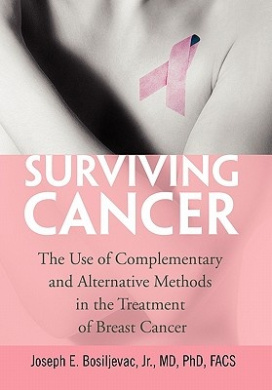 SURVIVING
CANCER
The Use of Complementary
and Alternative Methods
in the Treatment
of Breast Cancer
Joseph E. Bosiljevac, Jr., MD, PhD, FACS